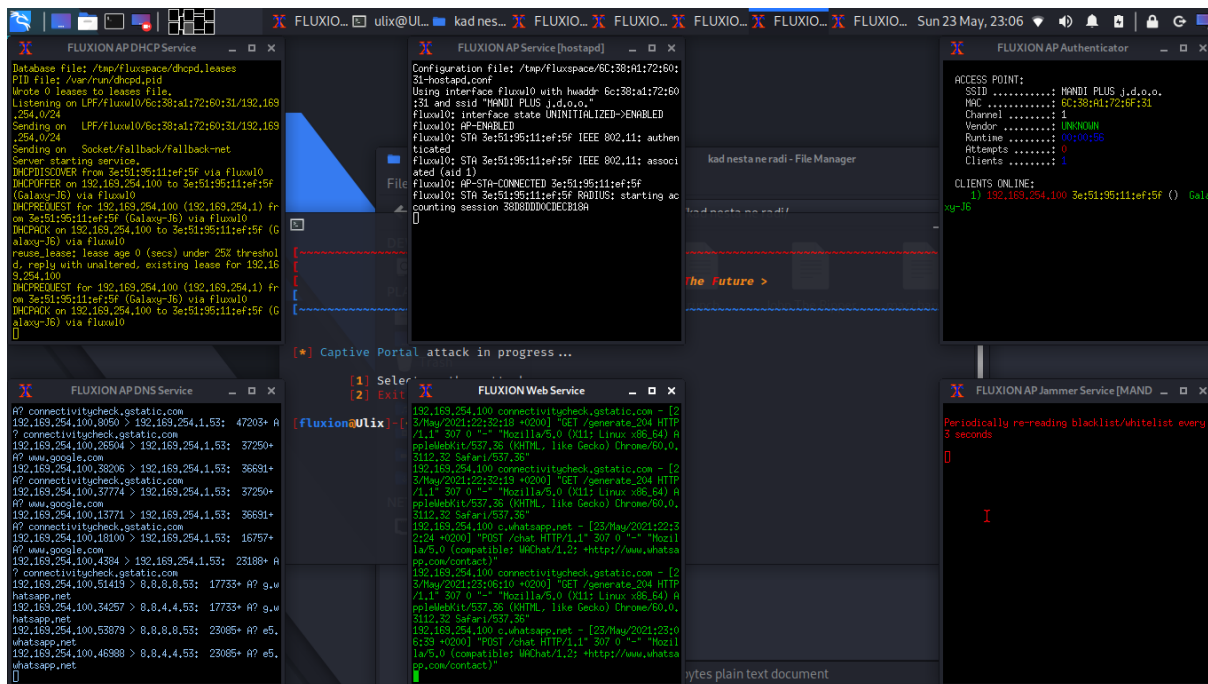 FLUXIO...
ulix@Ul...
kad nes...
FLUXIO...
FLUXIO...
FLUXIO...
FLUXIO...
FLUXIO...
Sun 23 May, 23:06
FLUXION AP DHCP Service
Database file: /tmp/fluxspace/dhcpd.leases
PID file: /var/run/dhcpd.pid
Wrote 0 leases to leases file.
Listening on LPF/fluxwl0/6c:38:a1:72:60:31/192.169
.254.0/24
Sending on   LPF/fluxwl0/6c:38:a1:72:60:31/192.169
.254.0/24
Sending on   Socket/fallback/fallback-net
Server starting service.
DHCPDISCOVER from 3e:51:95:11:ef:5f via fluxwl0
DHCPOFFER on 192.169.254.100 to 3e:51:95:11:ef:5f
(Galaxy-J6) via fluxwl0
DHCPREQUEST for 192.169.254.100 (192.169.254.1) fr
om 3e:51:95:11:ef:5f (Galaxy-J6) via fluxwl0
DHCPACK on 192.169.254.100 to 3e:51:95:11:ef:5f (G
alaxy-J6) via fluxwl0
reuse_lease: lease age 0 (secs) under 25% threshol
d, reply with unaltered, existing lease for 192.16
9.254.100
DHCPREQUEST for 192.169.254.100 (192.169.254.1) fr
om 3e:51:95:11:ef:5f (Galaxy-J6) via fluxwl0
DHCPACK on 192.169.254.100 to 3e:51:95:11:ef:5f (G
alaxy-J6) via fluxwl0
FLUXION AP Service [hostapd]
Configuration file: /tmp/fluxspace/6C:38:A1:72:60:
31-hostapd.conf
Using interface fluxwl0 with hwaddr 6c:38:a1:72:60
:31 and ssid "MANDI PLUS j.d.o.o."
fluxwl0: interface state UNINITIALIZED->ENABLED
fluxwl0: AP-ENABLED
fluxwl0: STA 3e:51:95:11:ef:5f IEEE 802.11: authen
ticated
fluxwl0: STA 3e:51:95:11:ef:5f IEEE 802.11: associ
ated (aid 1)
fluxwl0: AP-STA-CONNECTED 3e:51:95:11:ef:5f
fluxwl0: STA 3e:51:95:11:ef:5f RADIUS: starting ac
counting session 38D8DDD0CDECB18A
FLUXION AP Authenticator
ACCESS POINT:
SSID ...........: MANDI PLUS j.d.o.o.
MAC ............: 6C:38:A1:72:6F:31
Channel ........: 1
Vendor .........: UNKNOWN
Runtime ........:
Attempts .......: 0
Clients ........: 1
CLIENTS ONLINE:
1) 192.169.254.100 3e:51:95:11:ef:5f ()  Gala
xy-J6
kad nesta ne radi - File Manager
File
The Future >
[*] Captive Portal attack in progress...
[1] Selec
[2] Exit
[fluxion@Ulix]-[
bytes plain text document
FLUXION AP DNS Service
A? connectivitycheck.gstatic.com
192.169.254.100.8050 > 192.169.254.1.53:  47203+ A
? connectivitycheck.gstatic.com
192.169.254.100.26504 > 192.169.254.1.53:  37250+
A? www.google.com
192.169.254.100.38206 > 192.169.254.1.53:  36691+
A? connectivitycheck.gstatic.com
192.169.254.100.37774 > 192.169.254.1.53:  37250+
A? www.google.com
192.169.254.100.13771 > 192.169.254.1.53:  36691+
A? connectivitycheck.gstatic.com
192.169.254.100.18100 > 192.169.254.1.53:  16757+
A? www.google.com
192.169.254.100.4384 > 192.169.254.1.53:  23188+ A
? connectivitycheck.gstatic.com
192.169.254.100.51419 > 8.8.8.8.53:  17733+ A? g.w
hatsapp.net
192.169.254.100.34257 > 8.8.4.4.53:  17733+ A? g.w
hatsapp.net
192.169.254.100.53879 > 8.8.8.8.53:  23085+ A? e5.
whatsapp.net
192.169.254.100.46988 > 8.8.4.4.53:  23085+ A? e5.
whatsapp.net
FLUXION Web Service
192.169.254.100 connectivitycheck.gstatic.com - [2
3/May/2021:22:32:18 +0200] "GET /generate_204 HTTP
/1.1" 307 0 "-" "Mozilla/5.0 (X11; Linux x86_64) A
ppleWebKit/537.36 (KHTML, like Gecko) Chrome/60.0.
3112.32 Safari/537.36"
192.169.254.100 connectivitycheck.gstatic.com - [2
3/May/2021:22:32:19 +0200] "GET /generate_204 HTTP
/1.1" 307 0 "-" "Mozilla/5.0 (X11; Linux x86_64) A
ppleWebKit/537.36 (KHTML, like Gecko) Chrome/60.0.
3112.32 Safari/537.36"
192.169.254.100 c.whatsapp.net - [23/May/2021:22:3
2:24 +0200] "POST /chat HTTP/1.1" 307 0 "-" "Mozil
la/5.0 (compatible; WAChat/1.2; +http://www.whatsa
pp.com/contact)"
192.169.254.100 connectivitycheck.gstatic.com - [2
3/May/2021:23:06:10 +0200] "GET /generate_204 HTTP
/1.1" 307 0 "-" "Mozilla/5.0 (X11; Linux x86_64) A
ppleWebKit/537.36 (KHTML, like Gecko) Chrome/60.0.
3112.32 Safari/537.36"
192.169.254.100 c.whatsapp.net - [23/May/2021:23:0
6:39 +0200] "POST /chat HTTP/1.1" 307 0 "-" "Mozil
la/5.0 (compatible; WAChat/1.2; +http://www.whatsa
pp.com/contact)"
FLUXION AP Jammer Service [MAND
Periodically re-reading blacklist/whitelist every
3 seconds